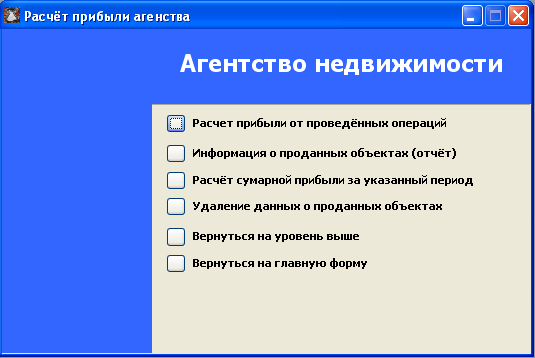 Расчёт прибыли агенства
Агентство недвижимости
Расчет прибыли от проведённых операций
Информация о проданных объектах (отчёт)
Расчёт сумарной прибыли за указанный период
Удаление данных о проданных объектах
Вернуться на уровень выше
Вернуться на главную форму